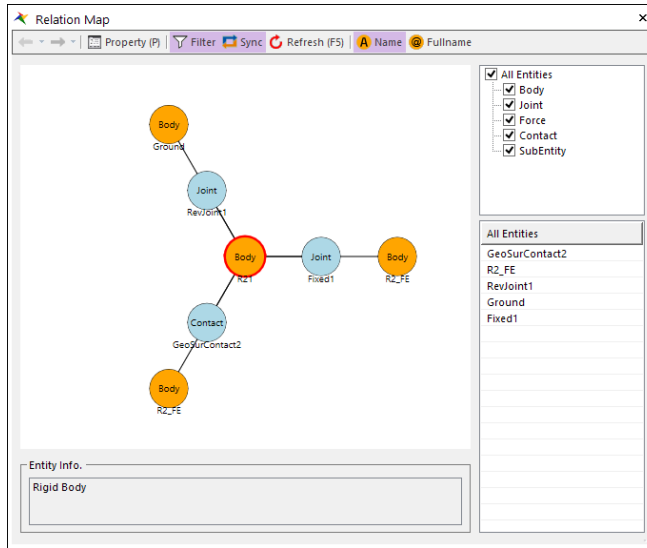 Relation Map
Property (P) Filter Sync Refresh (F5) A Name @ Fullname
Body
Ground
Joint
RevJoint1
Body
R21
Joint
Fixed1
Body
R2_FE
Contact
GeoSurContact2
Body
R2_FE
All Entities
Body
Joint
Force
Contact
SubEntity
All Entities
GeoSurContact2
R2_FE
RevJoint1
Ground
Fixed1
Entity Info.
Rigid Body